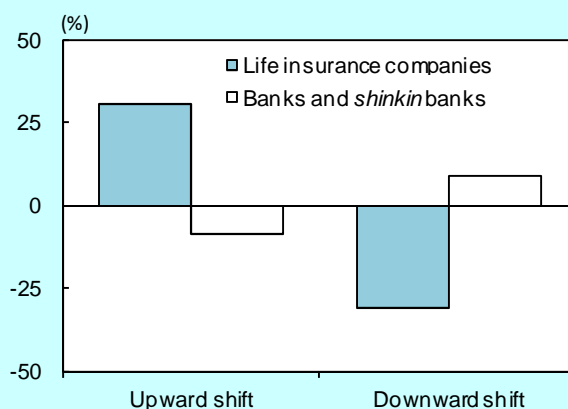 (%)
50
Life insurance companies
Banks and shinkin banks
25
0
-25
-50
Upward shift Downward shift